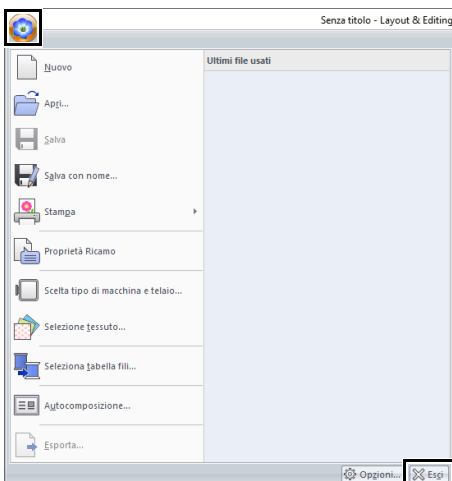 Senza titolo - Layout & Editing
Ultimi file usati
Nuovo
Apri...
Salva
Salva con nome...
Stampa
Proprietà Ricamo
Scelta tipo di macchina e telaio...
Selezione tessuto...
Seleziona tabella fili...
Autocomposizione...
Esporta...
Opzioni...
Esci